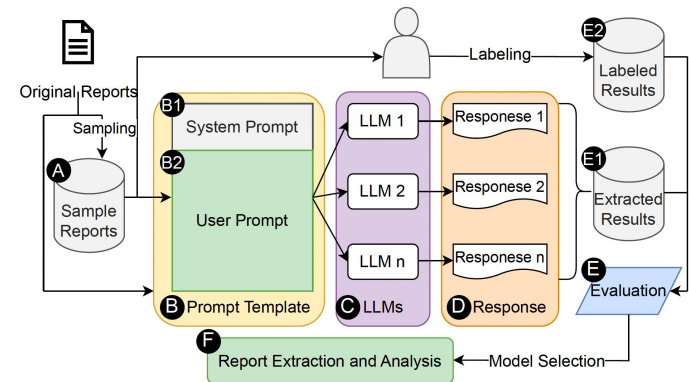 Original Reports
Sampling
A
Sample
Reports
B1
System Prompt
B2
User Prompt
B Prompt Template
LLM 1
LLM 2
LLM n
C LLMs
Responese 1
Responese 2
Responese n
D Response
Labeling
E2
Labeled
Results
E1
Extracted
Results
E
Evaluation
Model Selection
F
Report Extraction and Analysis